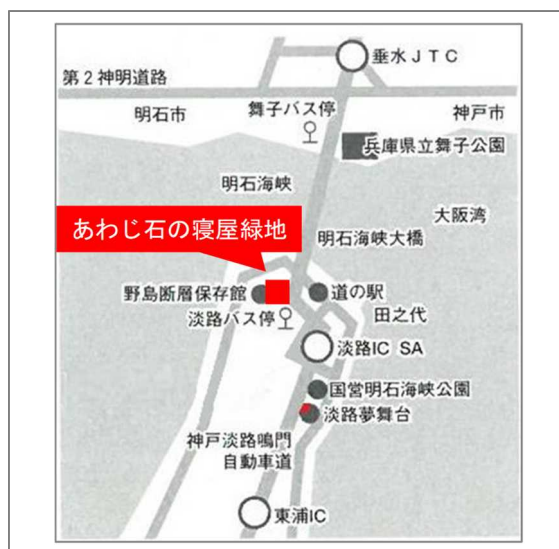 垂水ＪＴＣ
第２神明道路
明石市
舞子バス停
神戸市
兵庫県立舞子公園
明石海峡
大阪湾
あわじ石の寝屋緑地
明石海峡大橋
野島断層保存館
道の駅
淡路バス停
田之代
淡路IC SA
国営明石海峡公園
淡路夢舞台
神戸淡路鳴門
自動車道
東浦IC